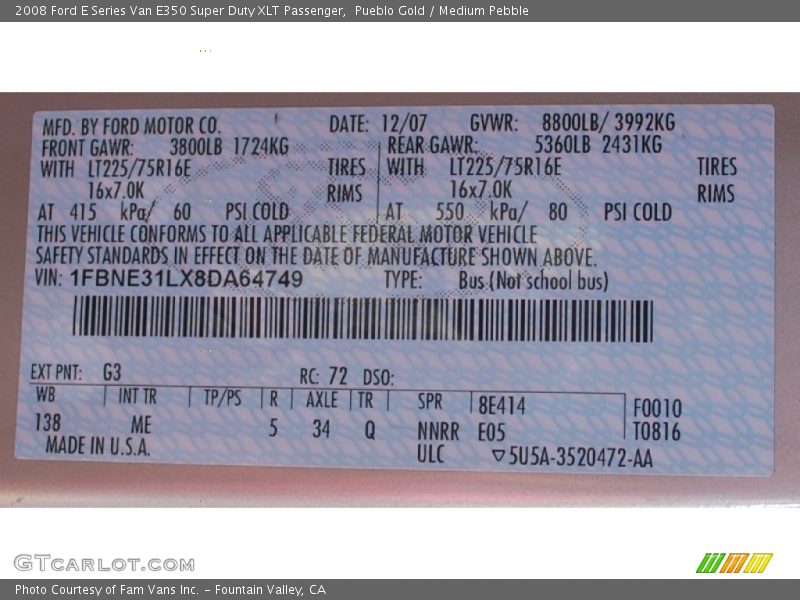 2008 Ford E Series Van E350 Super Duty XLT Passenger,  Pueblo Gold / Medium Pebble
MFD. BY FORD MOTOR CO. DATE: 12/07 GVWR: 8800LB/ 3992KG
FRONT GAWR: 3800LB 1724KG REAR GAWR: 5360LB 2431KG
WITH LT225/75R16E TIRES WITH LT225/75R16E TIRES
16x7.0K RIMS 16x7.0K RIMS
AT 415 kPa/ 60 PSI COLD AT 550 kPa/ 80 PSI COLD
THIS VEHICLE CONFORMS TO ALL APPLICABLE FEDERAL MOTOR VEHICLE
SAFETY STANDARDS IN EFFECT ON THE DATE OF MANUFACTURE SHOWN ABOVE.
VIN: 1FBNE31LX8DA64749 TYPE: Bus (Not school bus)
EXT PNT: G3 RC: 72 DSO:
WB INT TR TP/PS R AXLE TR SPR 8E414 F0010
138 ME 5 34 Q NNRR E05 T0816
MADE IN U.S.A. ULC ▽5U5A-3520472-AA
GTCARLOT.COM
Photo Courtesy of Fam Vans Inc. - Fountain Valley, CA